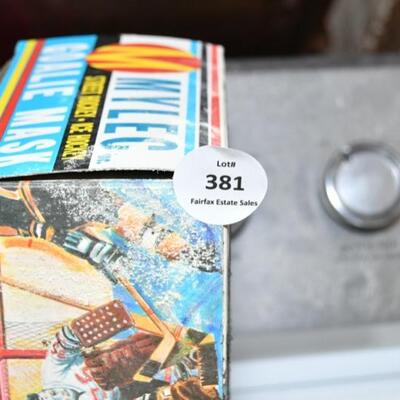 MYLEC
STREET HOCKEY • ICE HOCKEY
GOALIE MASK
Lot#
381
Fairfax Estate Sales